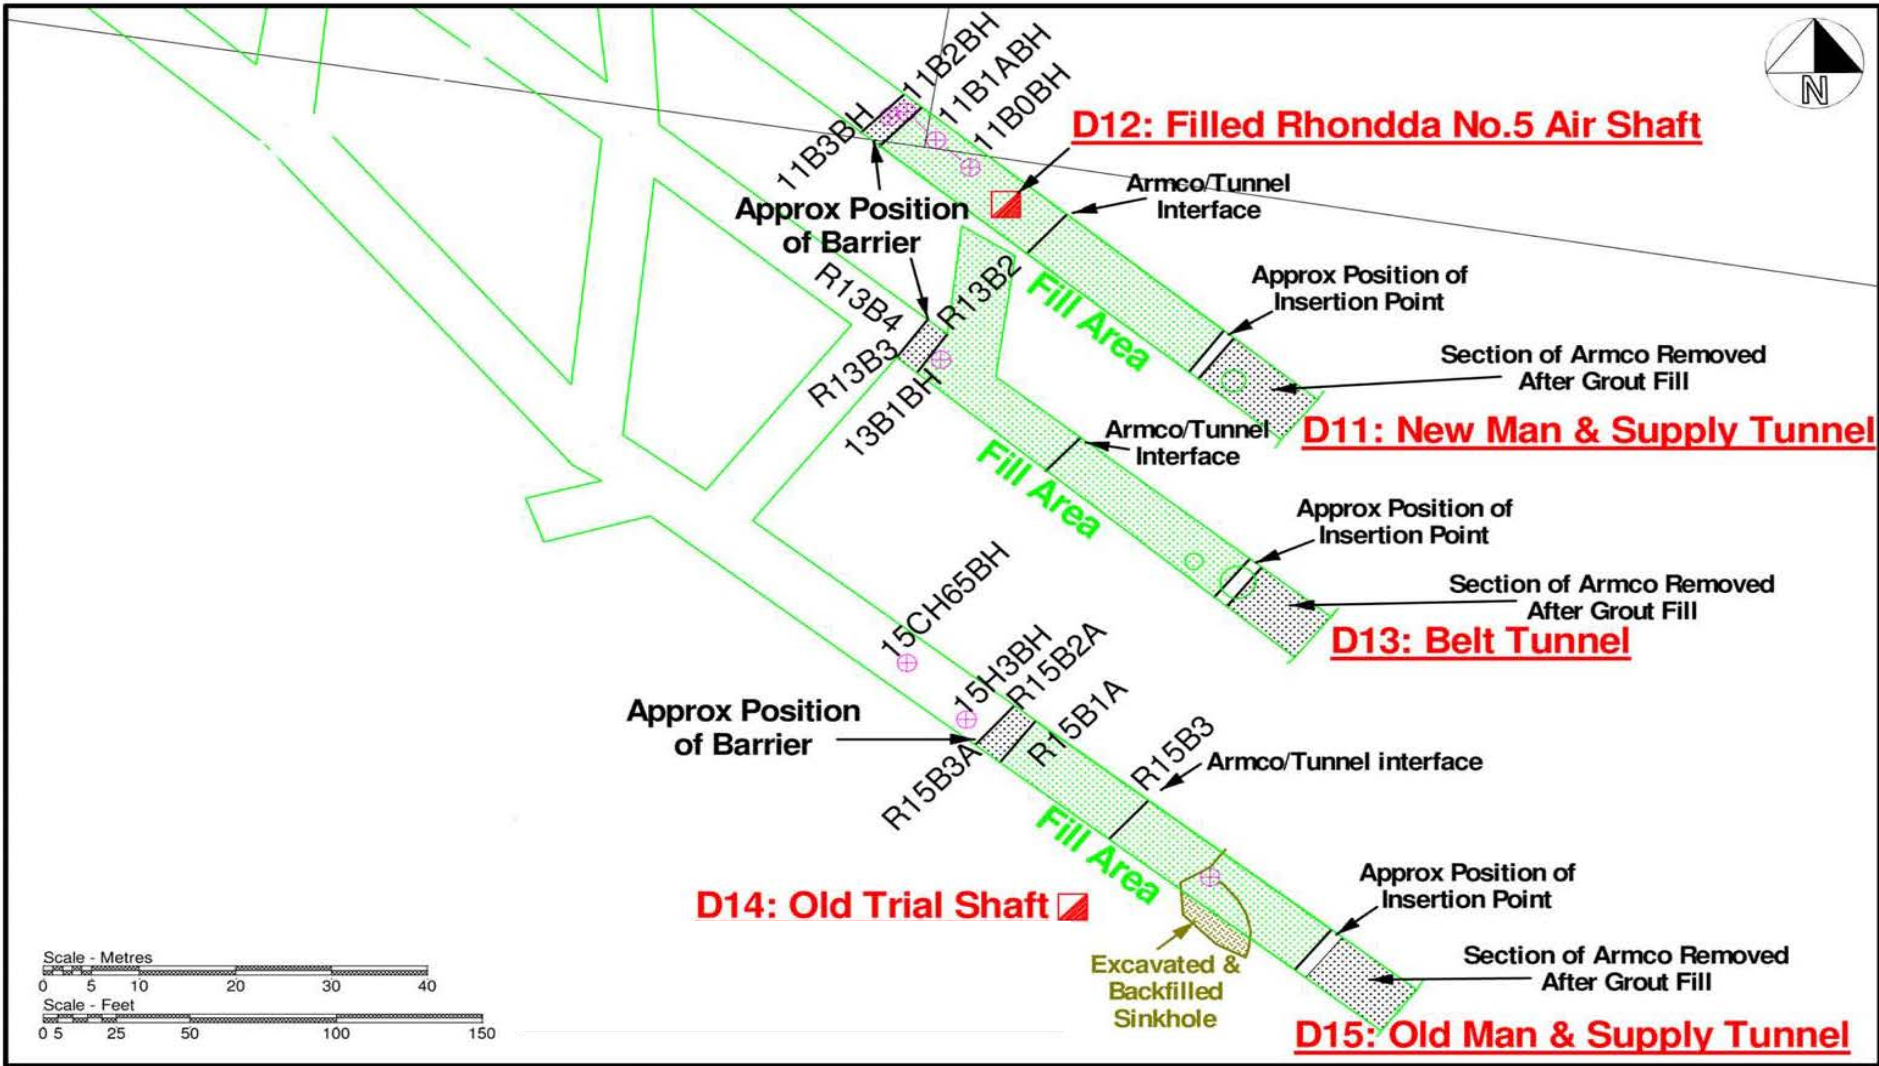 11B2BH
11B1ABH
11B0BH
11B3BH
N
D12: Filled Rhondda No.5 Air Shaft
Armco/Tunnel
Interface
Approx Position
of Barrier
R13B4
R13B2
R13B3
13B1BH
Fill Area
Approx Position of
Insertion Point
Section of Armco Removed
After Grout Fill
D11: New Man & Supply Tunnel
Armco/Tunnel
Interface
Fill Area
Approx Position of
Insertion Point
Section of Armco Removed
After Grout Fill
D13: Belt Tunnel
15CH65BH
15H3BH
R15B2A
R15B1A
R15B3
Approx Position
of Barrier
R15B3A
Armco/Tunnel interface
Fill Area
D14: Old Trial Shaft
Approx Position of
Insertion Point
Excavated &
Backfilled
Sinkhole
Section of Armco Removed
After Grout Fill
D15: Old Man & Supply Tunnel
Scale - Metres
0 5 10 20 30 40
Scale - Feet
0 5 25 50 100 150